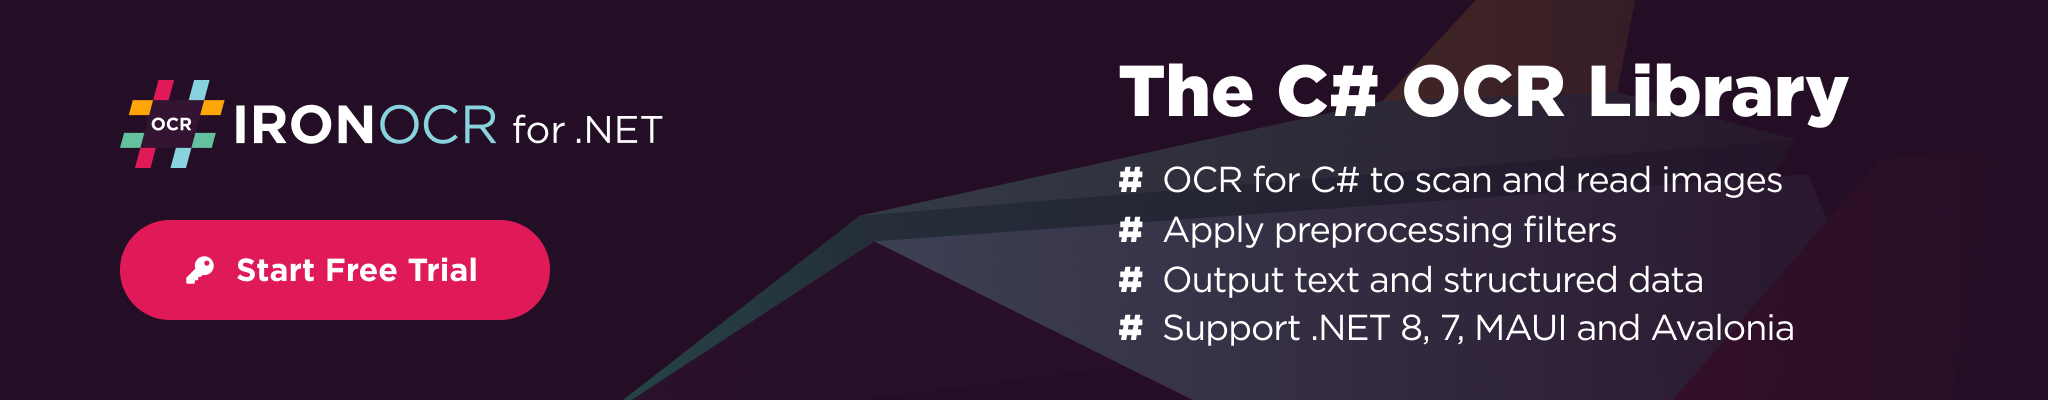 OCR
IRONOCR for .NET
Start Free Trial
The C# OCR Library
# OCR for C# to scan and read images
# Apply preprocessing filters
# Output text and structured data
# Support .NET 8, 7, MAUI and Avalonia